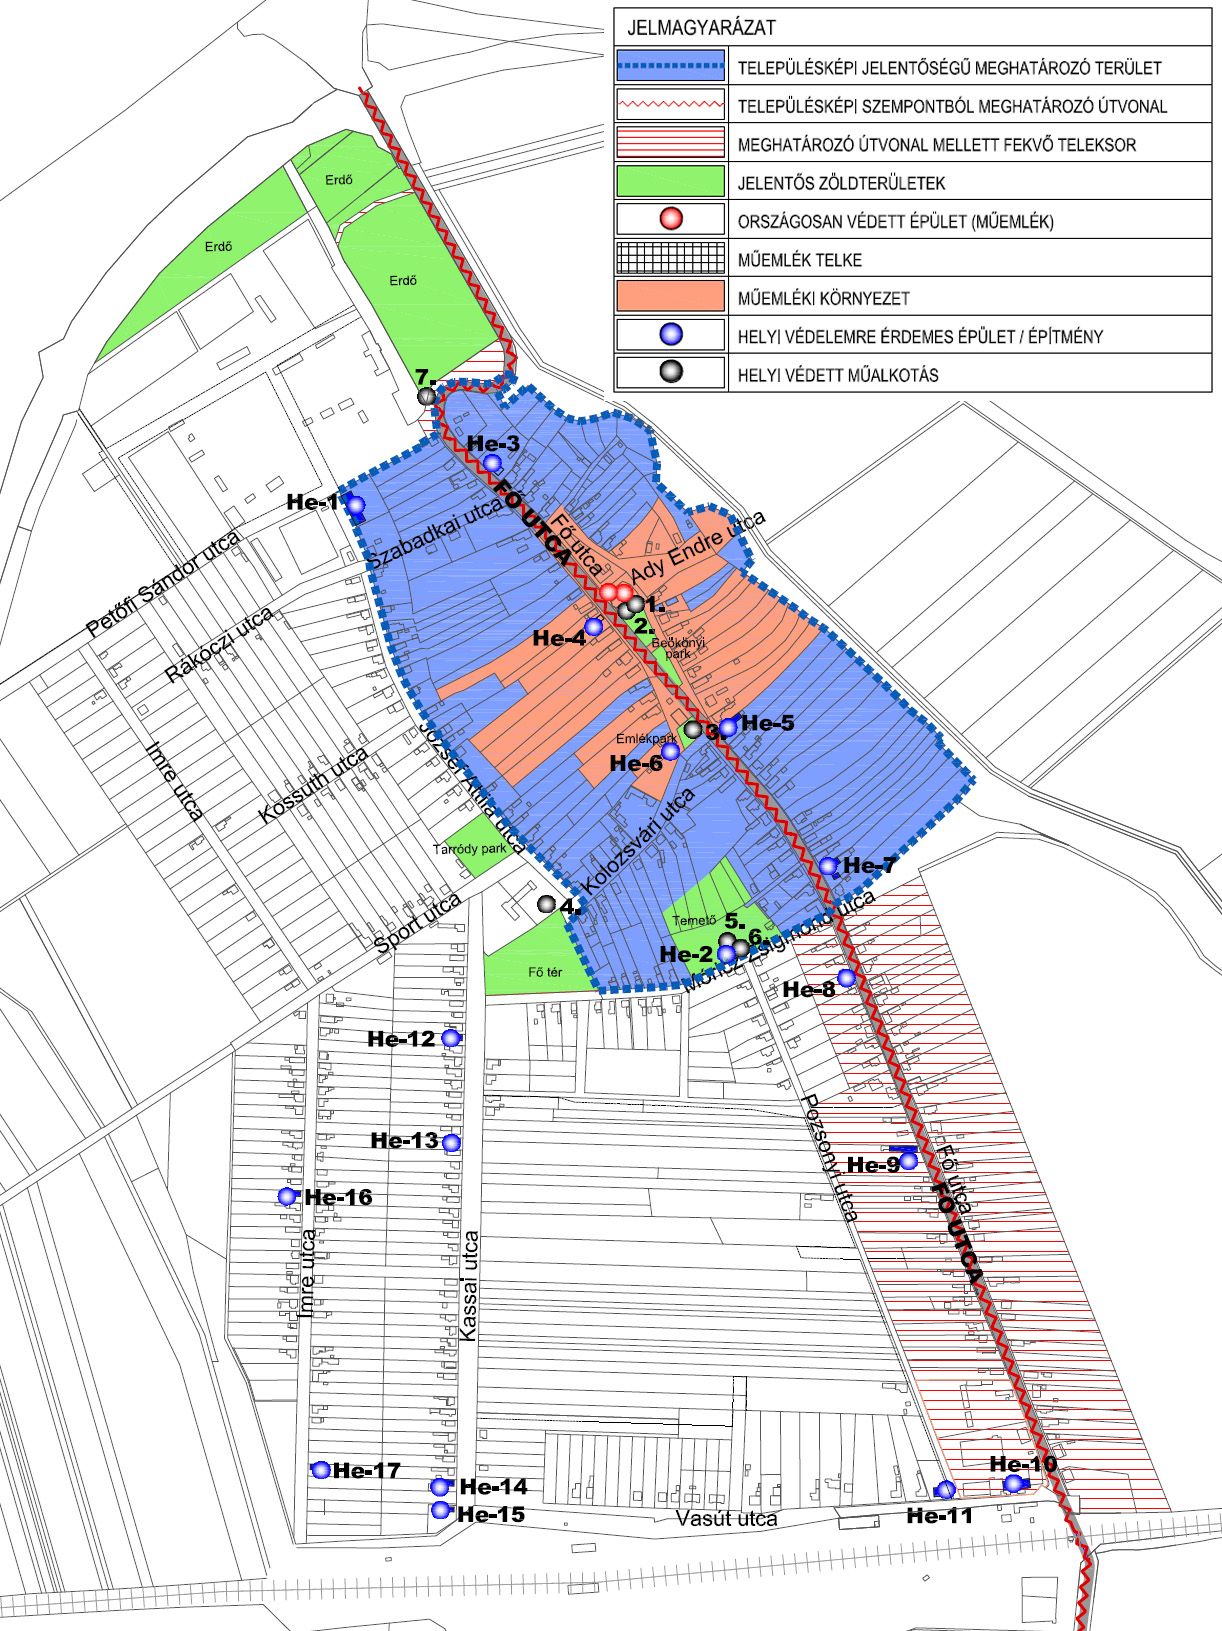 JELMAGYARÁZAT
TELEPÜLÉSKÉPI JELENTŐSÉGŰ MEGHATÁROZÓ TERÜLET
TELEPÜLÉSKÉPI SZEMPONTBÓL MEGHATÁROZÓ ÚTVONAL
MEGHATÁROZÓ ÚTVONAL MELLETT FEKVŐ TELEKSOR
JELENTŐS ZÖLDTERÜLETEK
ORSZÁGOSAN VÉDETT ÉPÜLET (MŰEMLÉK)
MŰEMLÉK TELKE
MŰEMLÉKI KÖRNYEZET
HELYI VÉDELEMRE ÉRDEMES ÉPÜLET / ÉPÍTMÉNY
HELYI VÉDETT MŰALKOTÁS
Erdő
Erdő
Erdő
7.
He-3
He-1
FŐ UTCA
Fő utca
Szabadkai utca
Ady Endre utca
Petőfi Sándor utca
Rákóczi utca
1.
2.
He-4
Beökönyi
park
3.
He-5
Emlékpark
He-6
Imre utca
Kossuth utca
József Attila utca
Kolozsvári utca
Tarródy park
He-7
4.
Sport utca
Temető
5.
6.
He-2
Móricz Zsigmond utca
Fő tér
He-8
He-12
He-13
Pozsonyi utca
He-9
Fő utca
FŐ UTCA
He-16
Imre utca
Kassai utca
He-17
He-14
He-15
He-10
He-11
Vasút utca